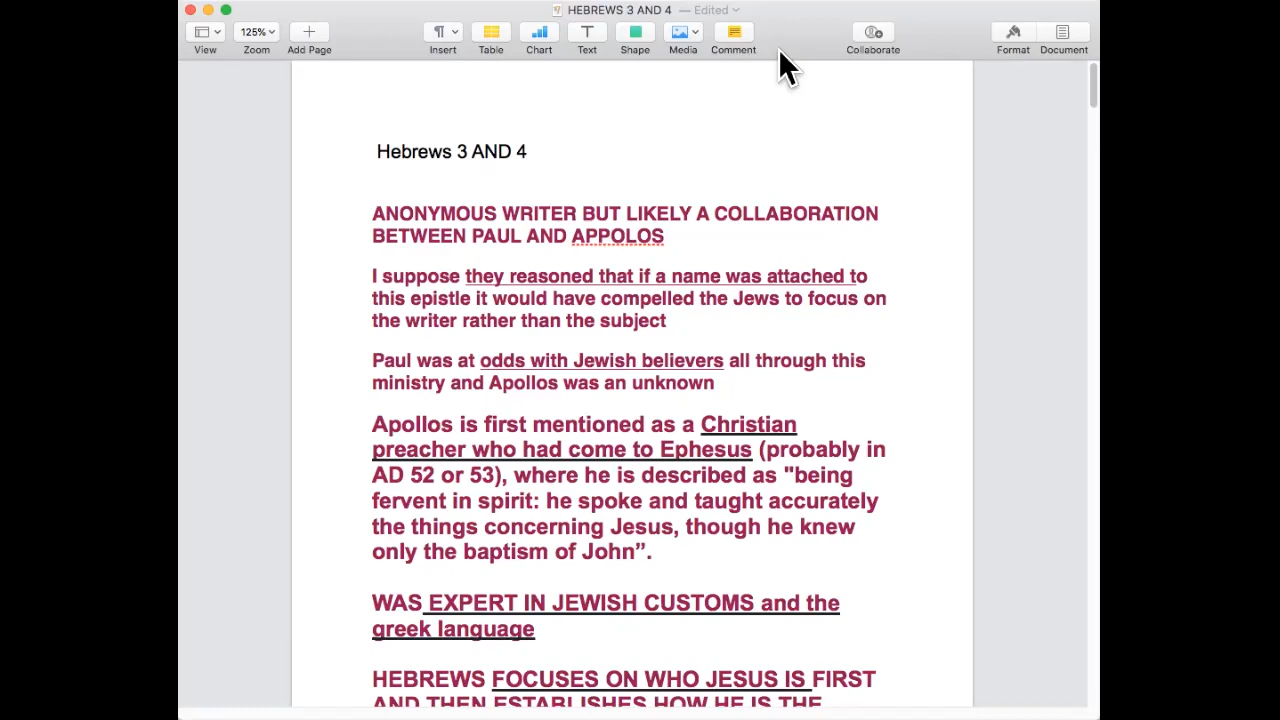 HEBREWS 3 AND 4 — Edited
125%
View Zoom Add Page Insert Table Chart Text Shape Media Comment Collaborate Format Document
Hebrews 3 AND 4
ANONYMOUS WRITER BUT LIKELY A COLLABORATION
BETWEEN PAUL AND APPOLOS
I suppose they reasoned that if a name was attached to
this epistle it would have compelled the Jews to focus on
the writer rather than the subject
Paul was at odds with Jewish believers all through this
ministry and Apollos was an unknown
Apollos is first mentioned as a Christian
preacher who had come to Ephesus (probably in
AD 52 or 53), where he is described as "being
fervent in spirit: he spoke and taught accurately
the things concerning Jesus, though he knew
only the baptism of John”.
WAS EXPERT IN JEWISH CUSTOMS and the
greek language
HEBREWS FOCUSES ON WHO JESUS IS FIRST
AND THEN ESTABLISHES HOW HE IS THE